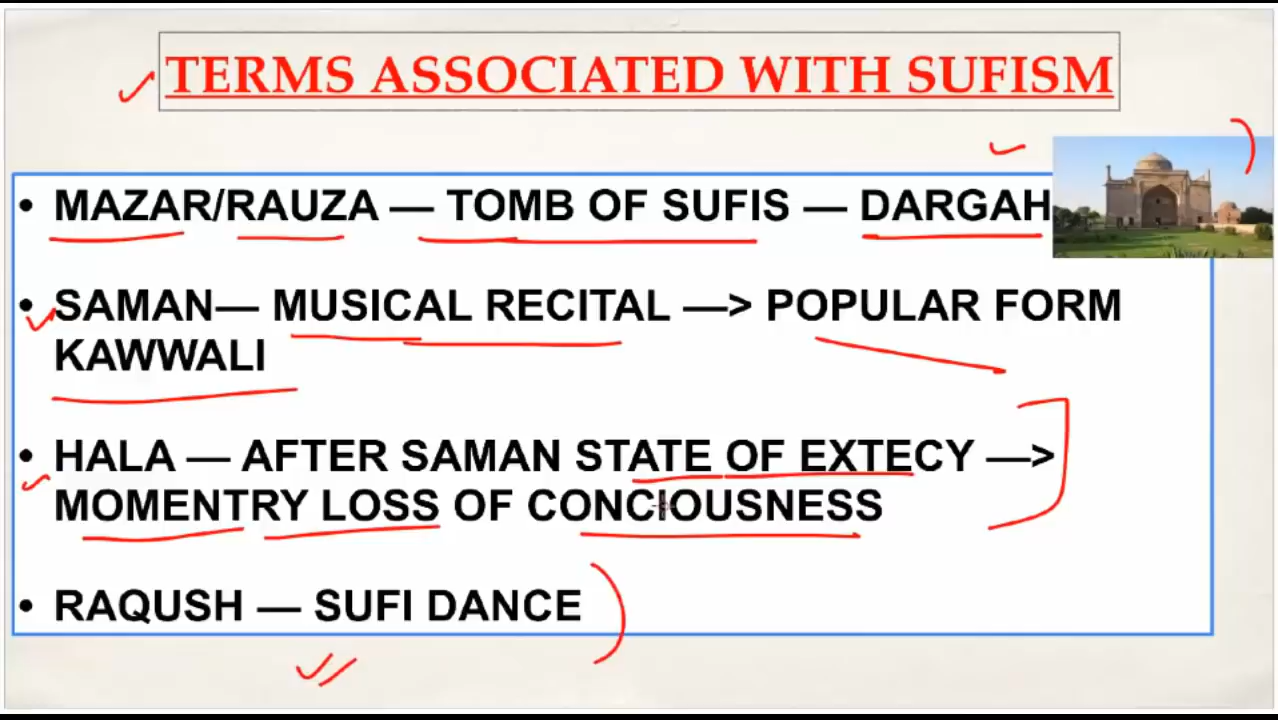 TERMS ASSOCIATED WITH SUFISM
• MAZAR/RAUZA — TOMB OF SUFIS — DARGAH
• SAMAN— MUSICAL RECITAL —> POPULAR FORM
KAWWALI
• HALA — AFTER SAMAN STATE OF EXTECY —>
MOMENTRY LOSS OF CONCIOUSNESS
• RAQUSH — SUFI DANCE